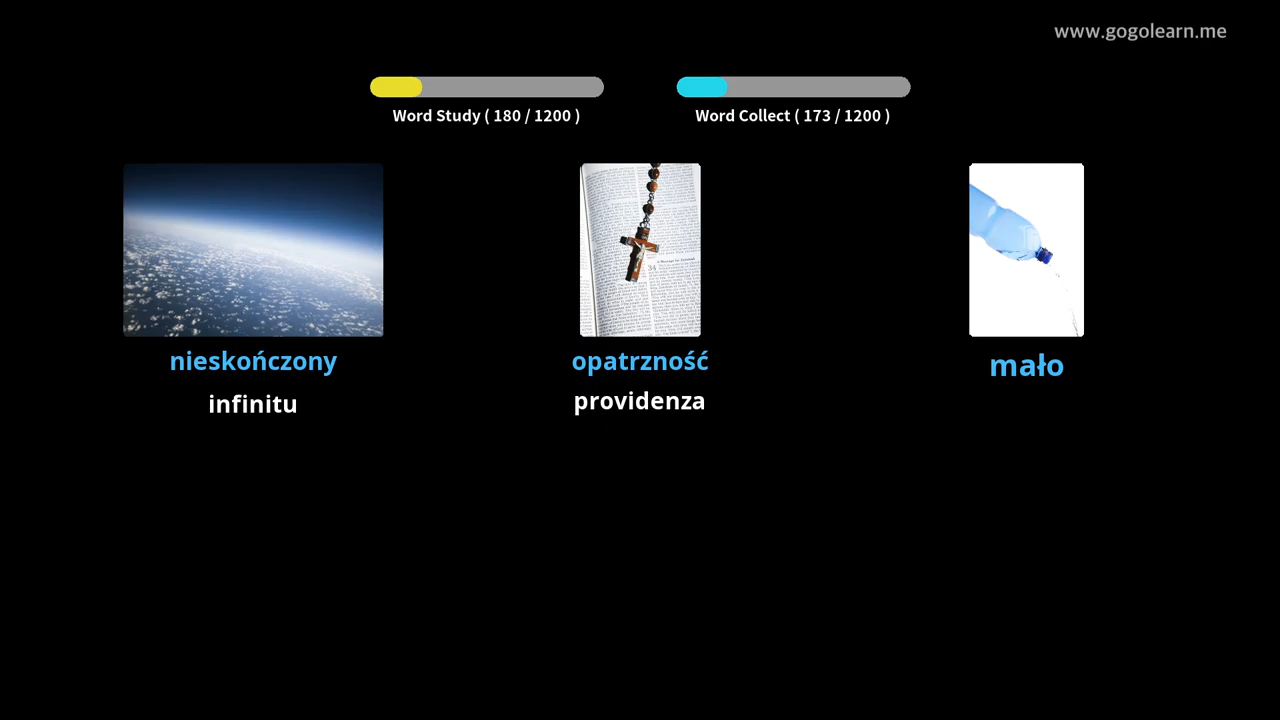 www.gogolearn.me
Word Study ( 180 / 1200 )
Word Collect ( 173 / 1200 )
nieskończony
infinitu
opatrzność
providenza
mało